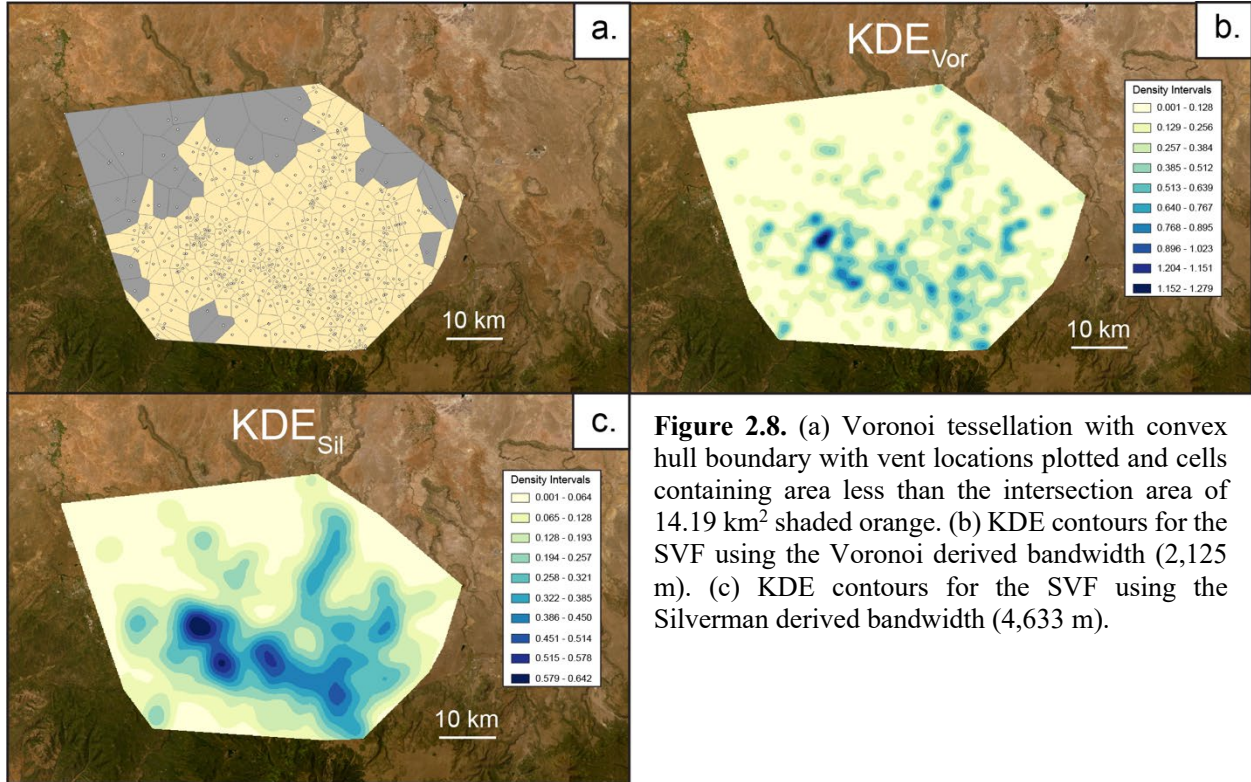 a.
10 km
b.
KDEVor
Density Intervals
0.001 - 0.128
0.129 - 0.256
0.257 - 0.384
0.385 - 0.512
0.513 - 0.639
0.640 - 0.767
0.768 - 0.895
0.896 - 1.023
1.204 - 1.151
1.152 - 1.279
10 km
c.
KDESil
Density Intervals
0.001 - 0.064
0.065 - 0.128
0.128 - 0.193
0.194 - 0.257
0.258 - 0.321
0.322 - 0.385
0.386 - 0.450
0.451 - 0.514
0.515 - 0.578
0.579 - 0.642
10 km
Figure 2.8. (a) Voronoi tessellation with convex
hull boundary with vent locations plotted and cells
containing area less than the intersection area of
14.19 km² shaded orange. (b) KDE contours for the
SVF using the Voronoi derived bandwidth (2,125
m). (c) KDE contours for the SVF using the
Silverman derived bandwidth (4,633 m).